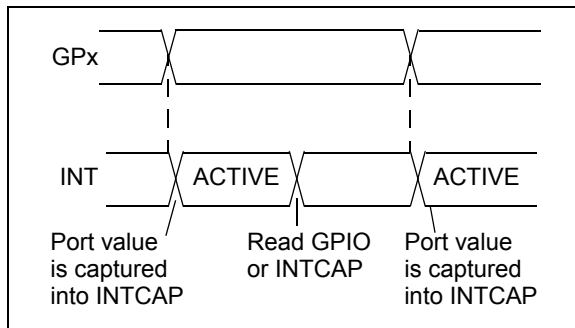 GPx
INT
ACTIVE
ACTIVE
Port value
is captured
into INTCAP
Read GPIO
or INTCAP
Port value
is captured
into INTCAP